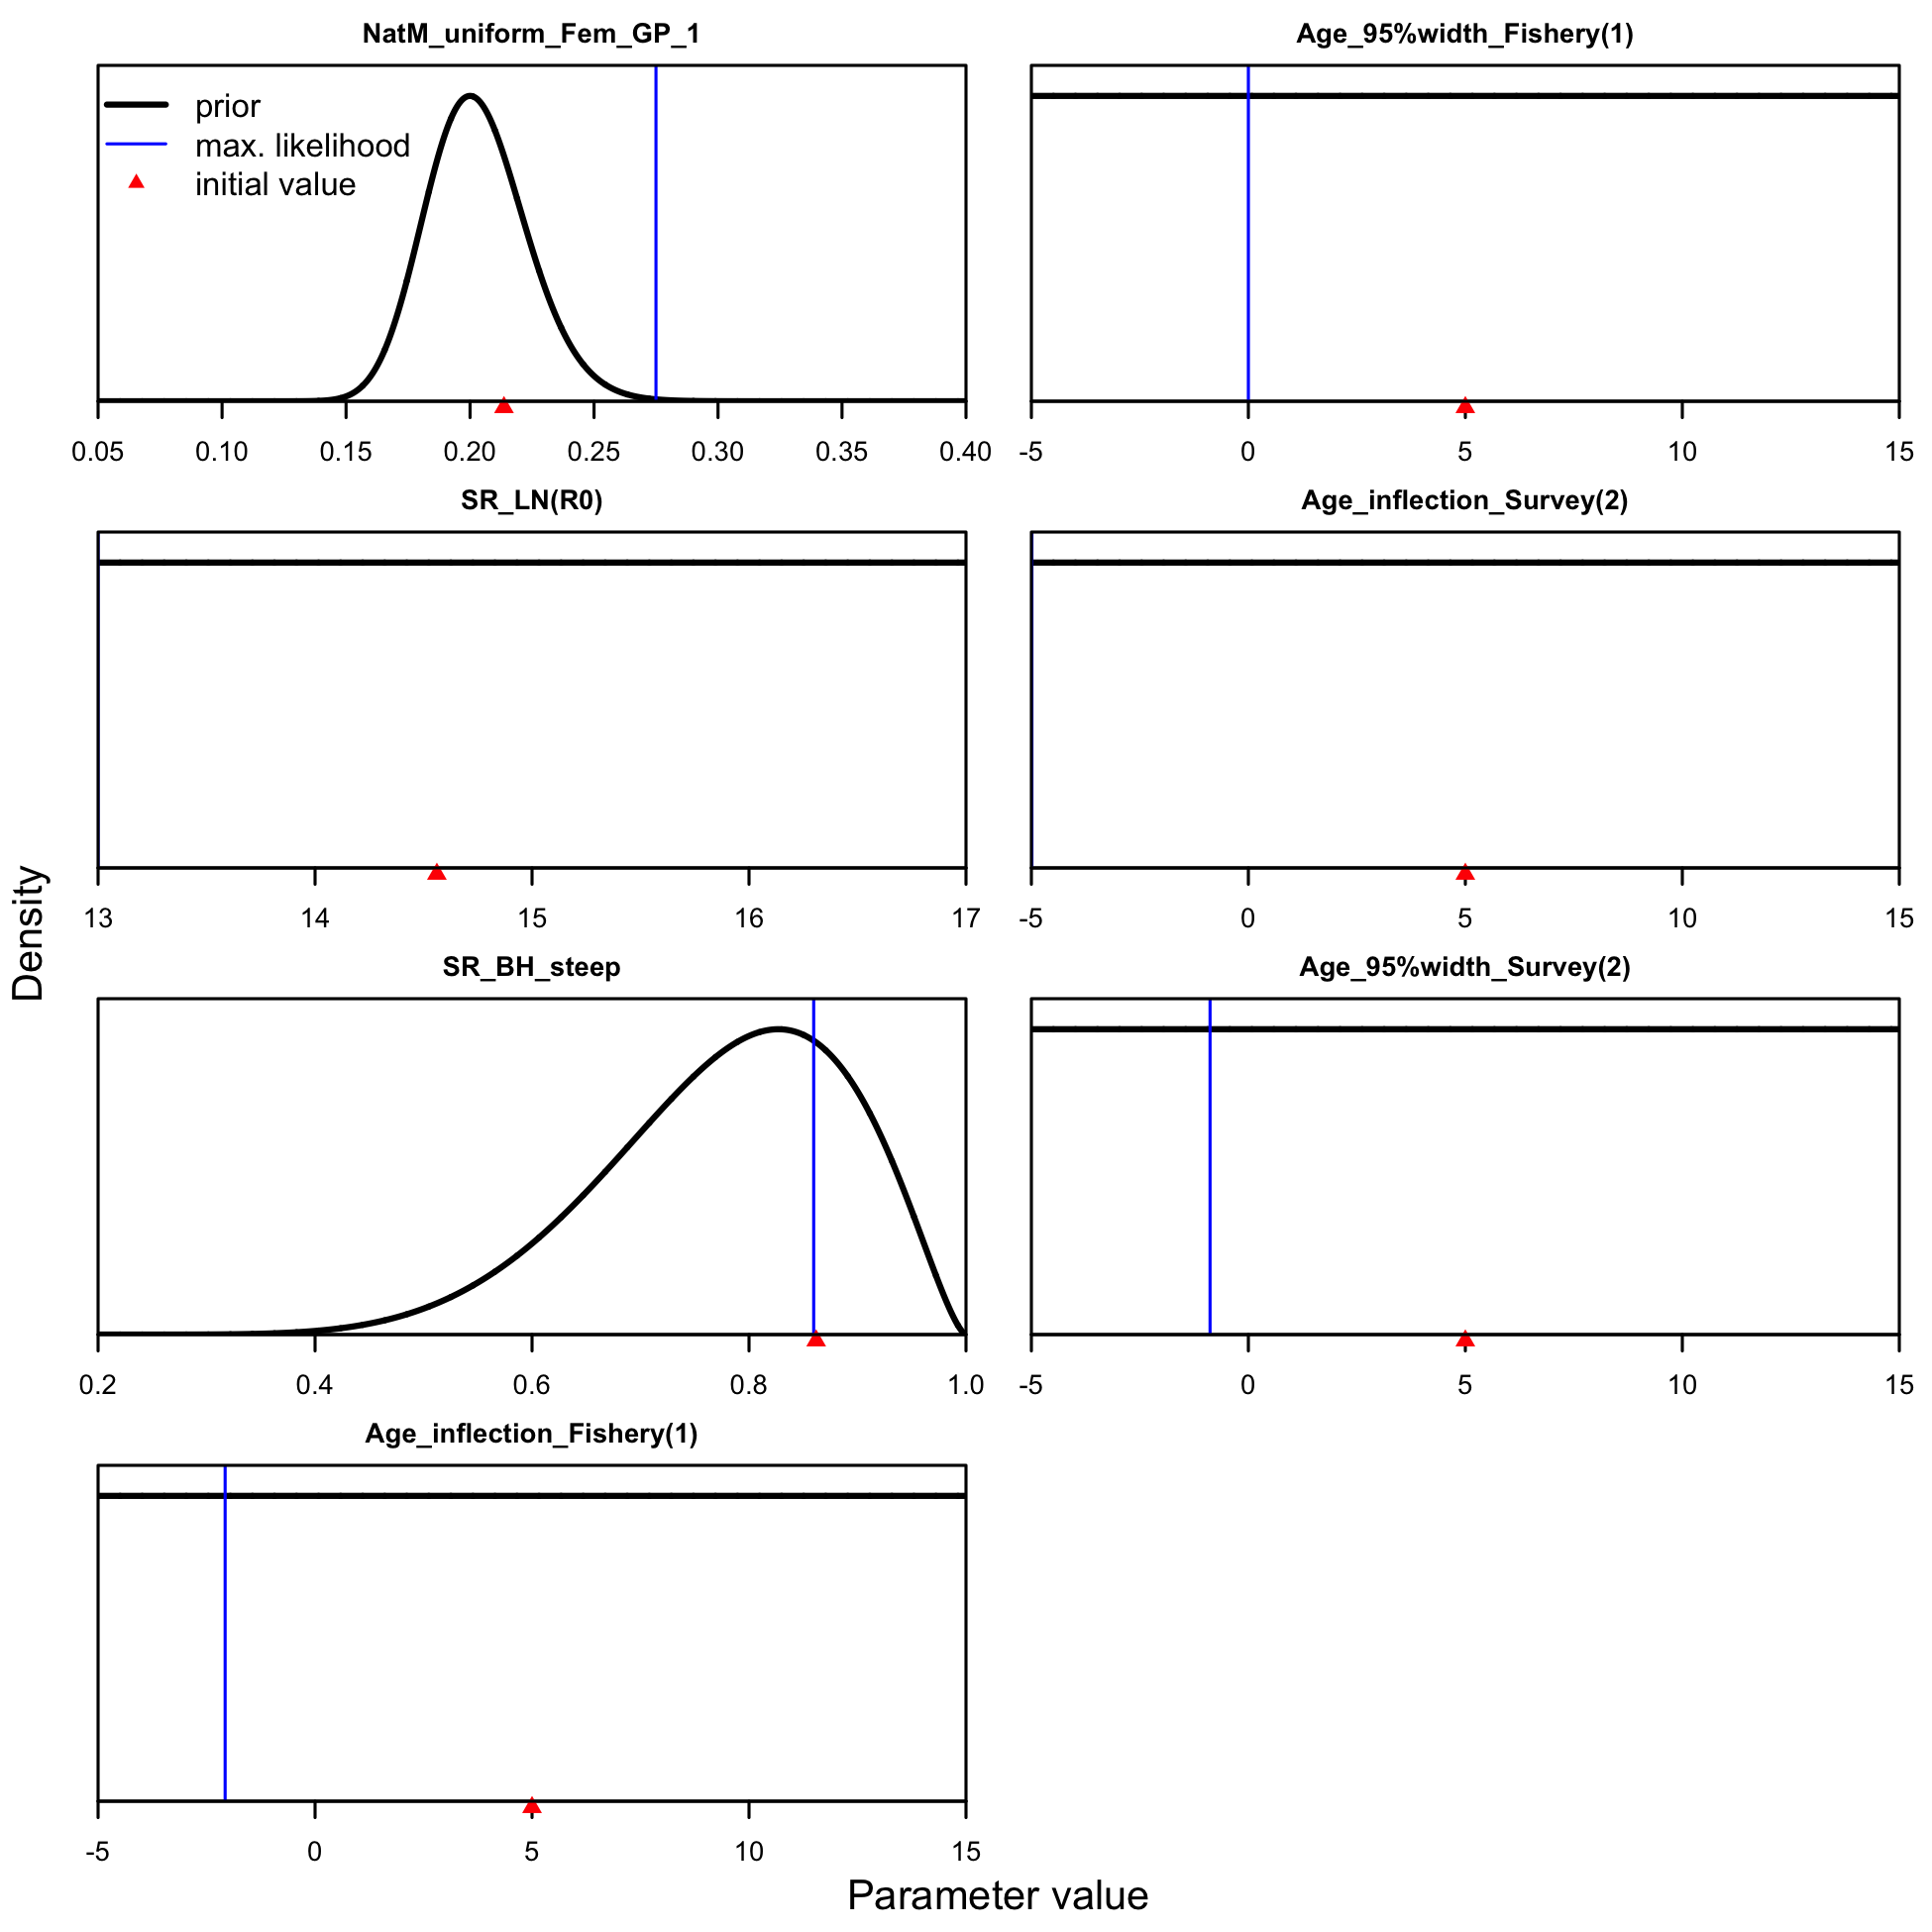 NatM_uniform_Fem_GP_1
prior
max. likelihood
initial value
0.05 0.10 0.15 0.20 0.25 0.30 0.35 0.40
Age_95%width_Fishery(1)
-5 0 5 10 15
SR_LN(R0)
13 14 15 16 17
Age_inflection_Survey(2)
-5 0 5 10 15
SR_BH_steep
0.2 0.4 0.6 0.8 1.0
Age_95%width_Survey(2)
-5 0 5 10 15
Age_inflection_Fishery(1)
-5 0 5 10 15
Density
Parameter value